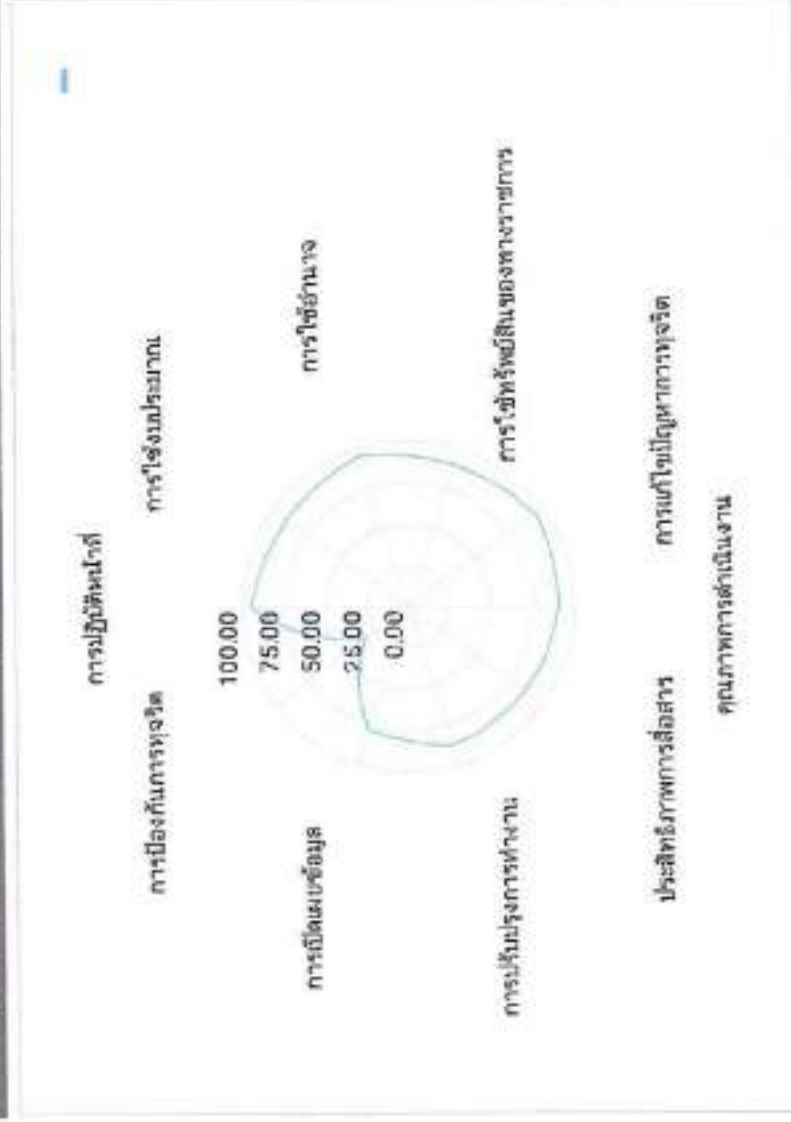 การปฏิบัติหน้าที่
การป้องกันการทุจริต
การใช้งบประมาณ
100.00
75.00
50.00
25.00
0.00
การเปิดเผยข้อมูล
การใช้อำนาจ
การปรับปรุงการทำงาน
การใช้ทรัพย์สินของทางราชการ
ประสิทธิภาพการสื่อสาร
การแก้ไขปัญหาการทุจริต
คุณภาพการดำเนินงาน